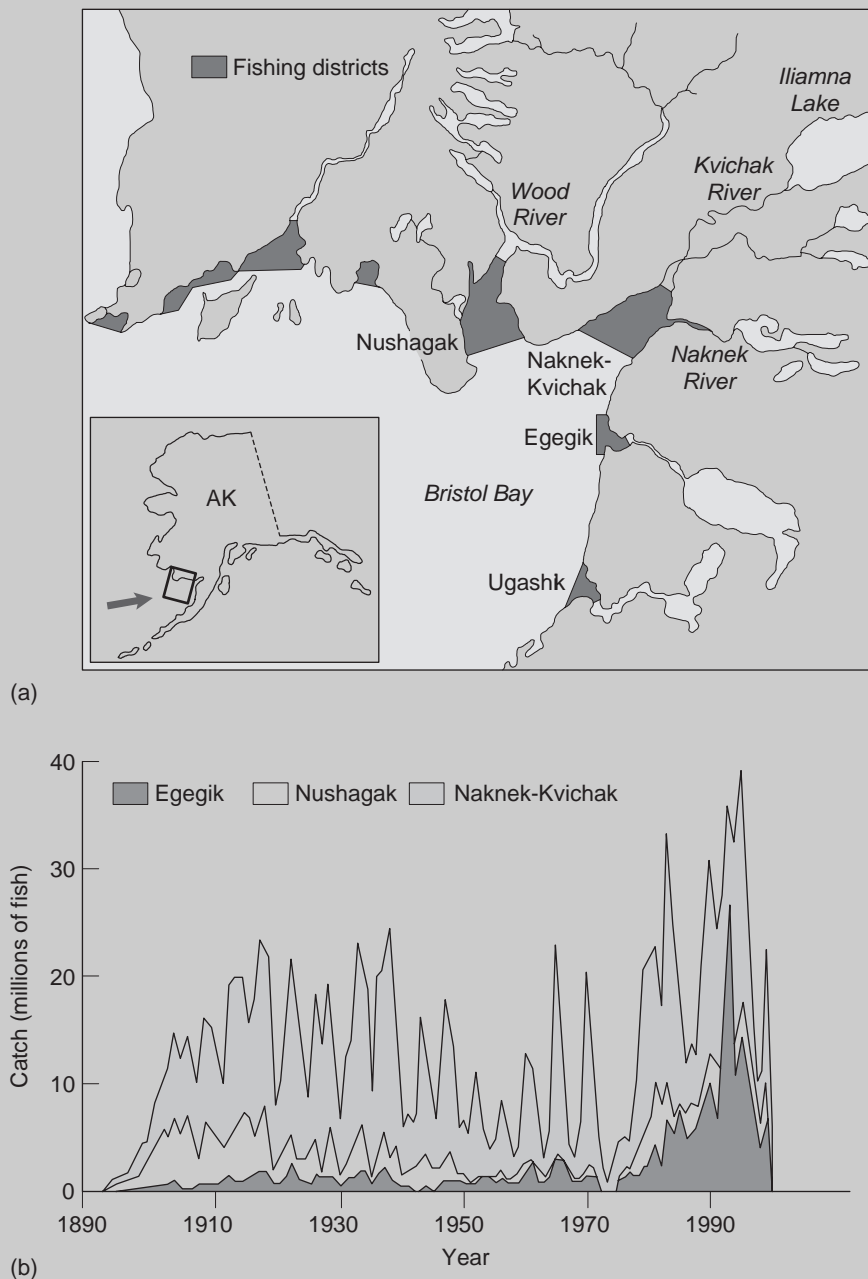 Fishing districts
Iliamna
Lake
Kvichak
River
Wood
River
Nushagak
Naknek-
Kvichak
Naknek
River
Egegik
AK
Bristol Bay
Ugashik
(a)
40
Egegik
Nushagak
Naknek-Kvichak
30
20
10
0
Catch (millions of fish)
1890
1910
1930
1950
1970
1990
Year
(b)